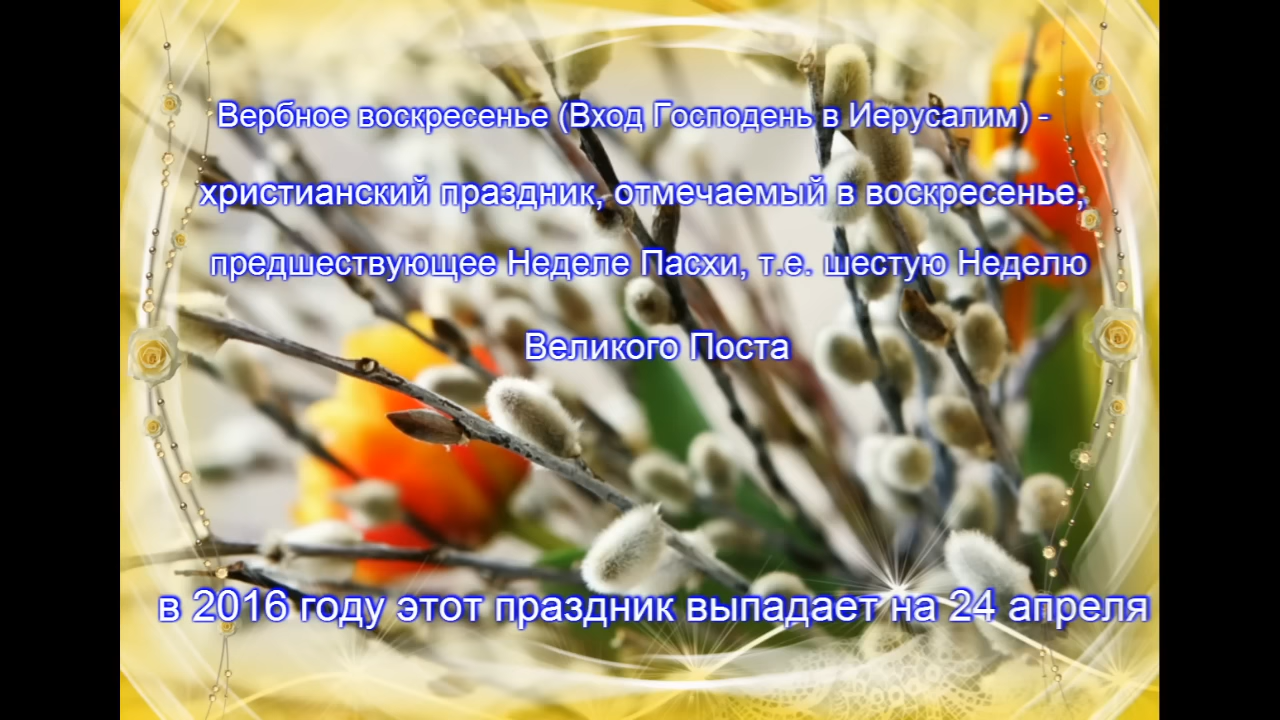 Вербное воскресенье (Вход Господень в Иерусалим) -
христианский праздник, отмечаемый в воскресенье,
предшествующее Неделе Пасхи, т.е. шестую Неделю
Великого Поста
в 2016 году этот праздник выпадает на 24 апреля